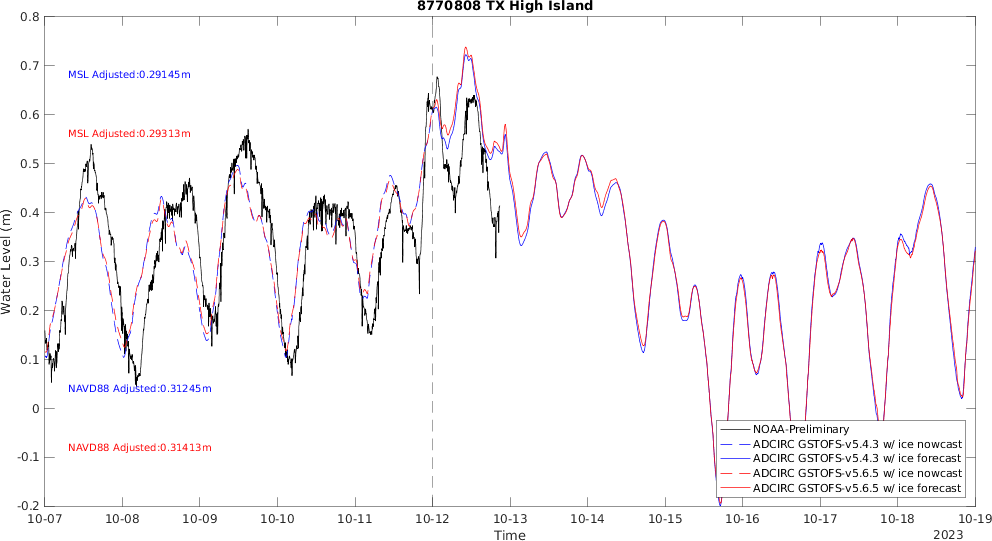 8770808 TX High Island
0.8
0.7
MSL Adjusted:0.29145m
0.6
MSL Adjusted:0.29313m
0.5
0.4
Water Level (m)
0.3
0.2
0.1
NAVD88 Adjusted:0.31245m
0
NAVD88 Adjusted:0.31413m
NOAA-Preliminary
ADCIRC GSTOFS-v5.4.3 w/ ice nowcast
ADCIRC GSTOFS-v5.4.3 w/ ice forecast
ADCIRC GSTOFS-v5.6.5 w/ ice nowcast
ADCIRC GSTOFS-v5.6.5 w/ ice forecast
-0.1
-0.2
10-07 10-08 10-09 10-10 10-11 10-12 10-13 10-14 10-15 10-16 10-17 10-18 10-19
Time
2023